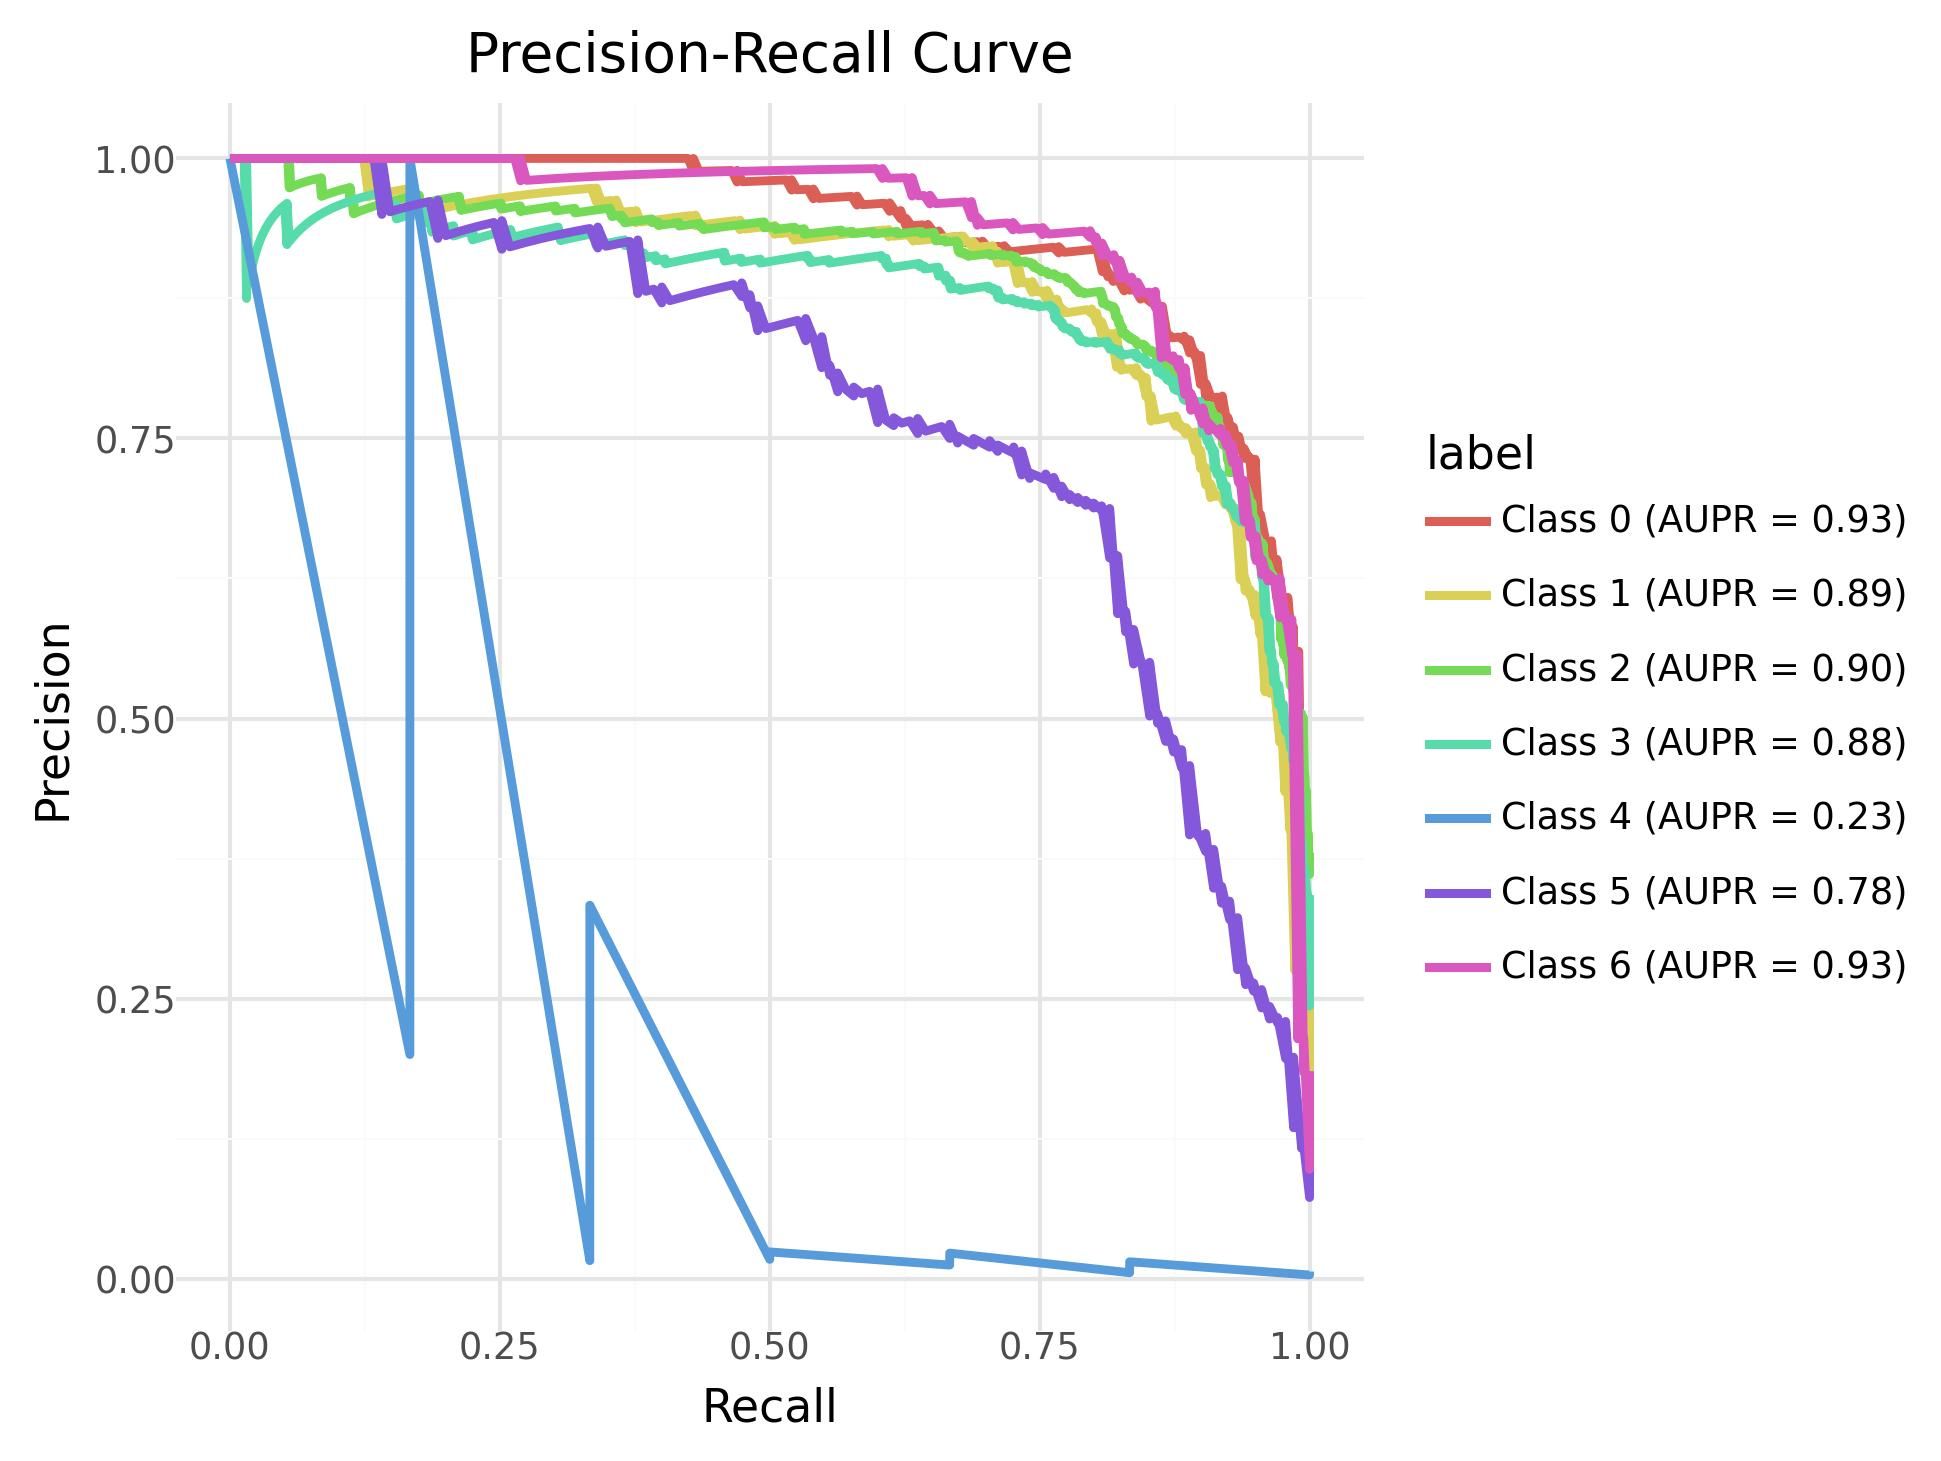 Precision-Recall Curve
1.00
0.75
0.50
0.25
0.00
Precision
0.00 0.25 0.50 0.75 1.00
Recall
label
Class 0 (AUPR = 0.93)
Class 1 (AUPR = 0.89)
Class 2 (AUPR = 0.90)
Class 3 (AUPR = 0.88)
Class 4 (AUPR = 0.23)
Class 5 (AUPR = 0.78)
Class 6 (AUPR = 0.93)